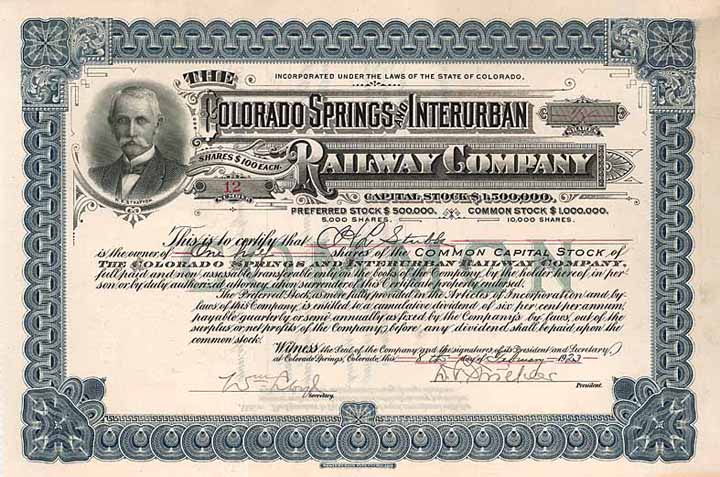 INCORPORATED UNDER THE LAWS OF THE STATE OF COLORADO.
THE
COLORADO SPRINGS AND INTERURBAN
RAILWAY COMPANY
SHARES $100 EACH.
12
NUMBER
SHARES
CAPITAL STOCK $1,500,000.
PREFERRED STOCK $500,000. COMMON STOCK $1,000,000.
5,000 SHARES. 10,000 SHARES.
W.S. STRATTON
COMMON
This is to certify that
is the owner of One shares of the COMMON CAPITAL STOCK OF
THE COLORADO SPRINGS AND INTERURBAN RAILWAY COMPANY,
full paid and non-assessable transferable only on the books of the company, by the holder hereof in per-
son or by duly authorized attorney upon surrender of this Certificate properly endorsed.
The Preferred Stock, as more fully provided in the Articles of Incorporation and by-
laws of this Company, is entitled to a cumulative dividend of six per cent per annum,
payable quarterly or semi-annually as fixed by the Company's by-laws, out of the
surplus or net profits of the Company, before any dividend shall be paid upon the
common stock.
Witness the Seal of the Company and the signatures of its President and Secretary,
at Colorado Springs, Colorado, this 8th day of February 1923
Wm Lloyd
Secretary. President.